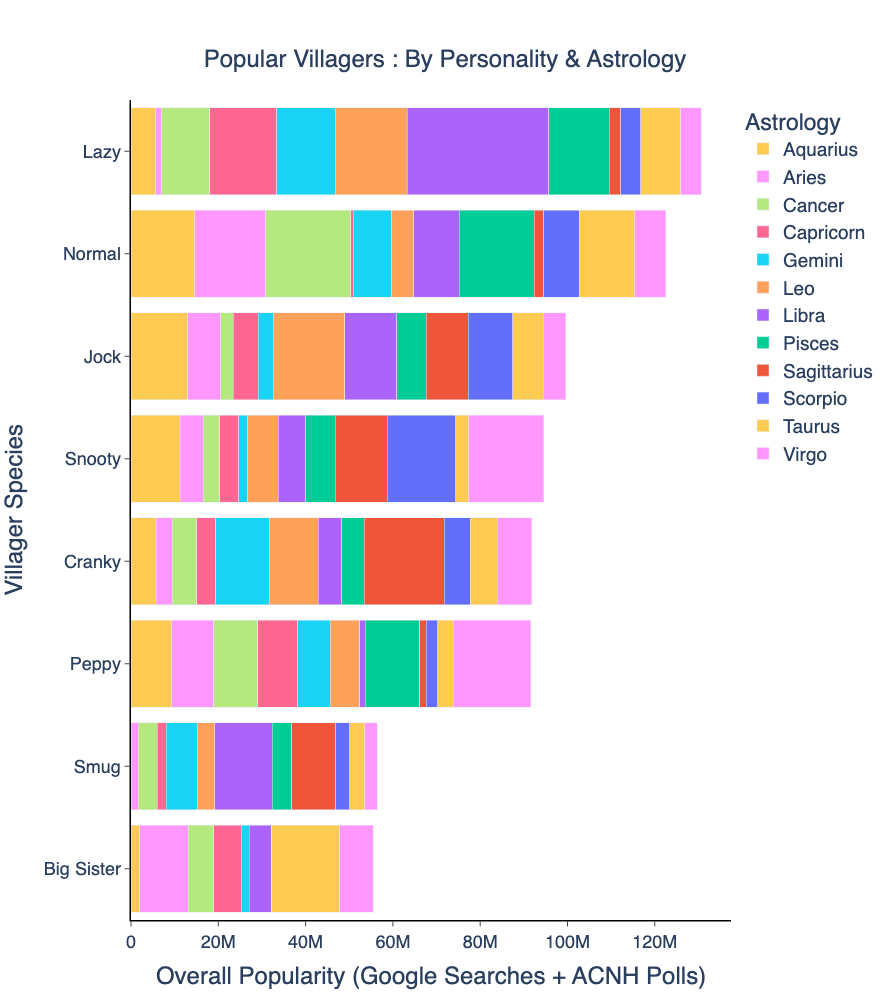 Popular Villagers : By Personality & Astrology
Astrology
Aquarius
Aries
Cancer
Capricorn
Gemini
Leo
Libra
Pisces
Sagittarius
Scorpio
Taurus
Virgo
Villager Species
Lazy
Normal
Jock
Snooty
Cranky
Peppy
Smug
Big Sister
0 20M 40M 60M 80M 100M 120M
Overall Popularity (Google Searches + ACNH Polls)